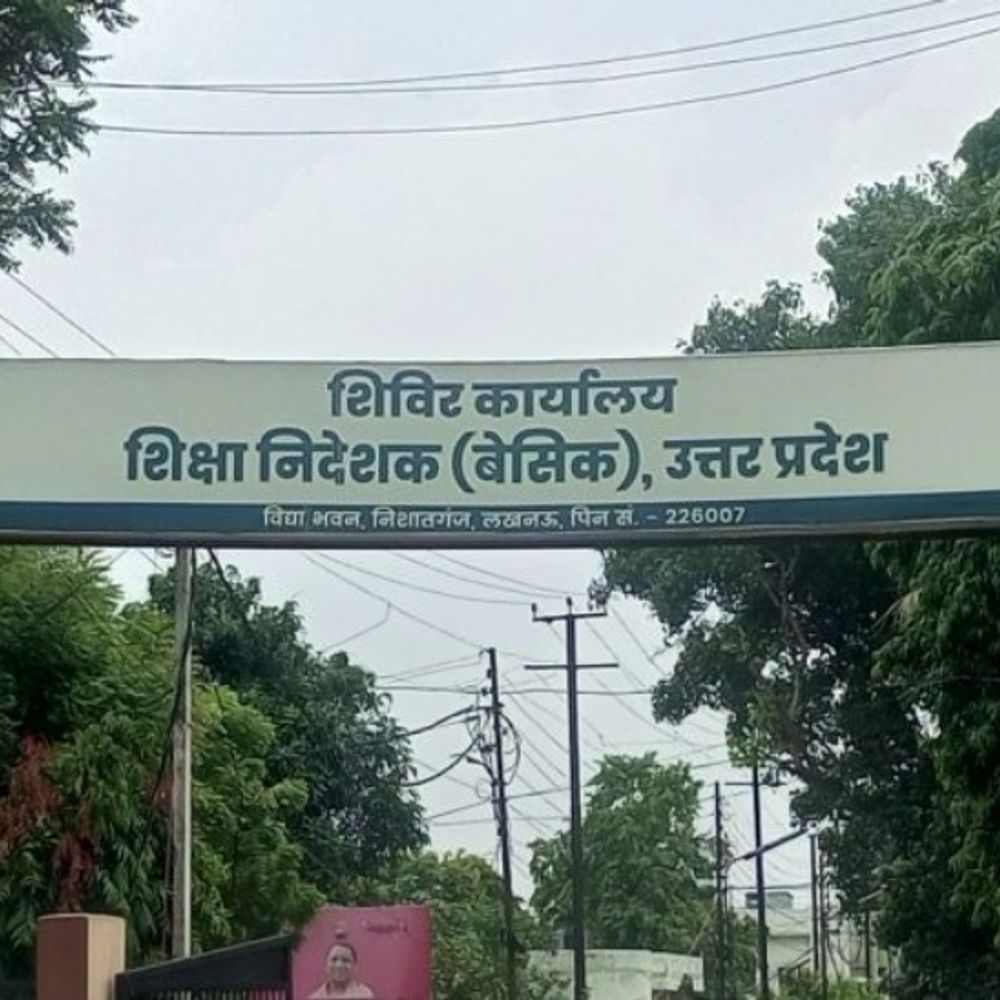 शिविर कार्यालय
शिक्षा निदेशक (बेसिक), उत्तर प्रदेश
विद्या भवन, निशातगंज, लखनऊ, पिन सं. - 226007